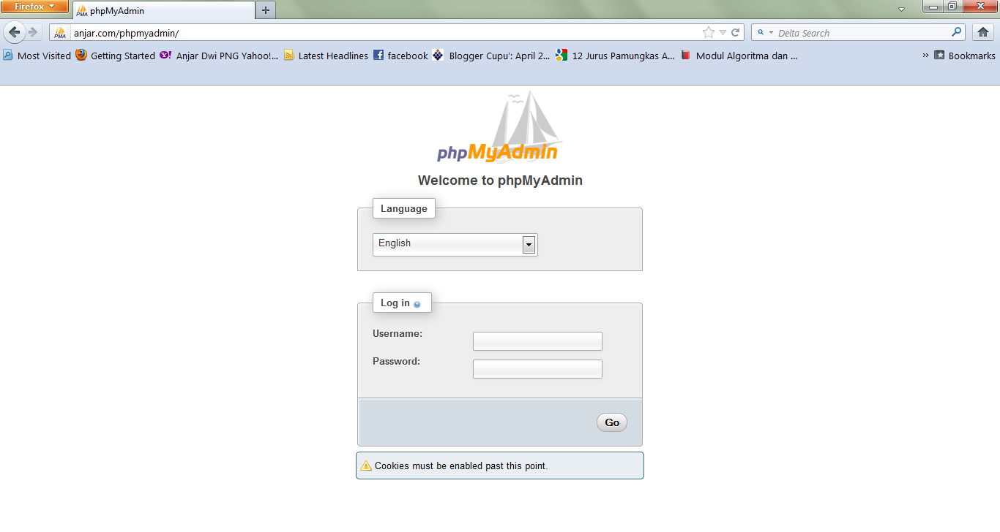 Firefox
PMA phpMyAdmin
PMA anjar.com/phpmyadmin/ Delta Search
Most Visited Getting Started Anjar Dwi PNG Yahoo!... Latest Headlines facebook Blogger Cupu': April 2... 12 Jurus Pamungkas A... Modul Algoritma dan ... » Bookmarks
phpMyAdmin
Welcome to phpMyAdmin
Language
English
Log in
Username:
Password:
Go
Cookies must be enabled past this point.